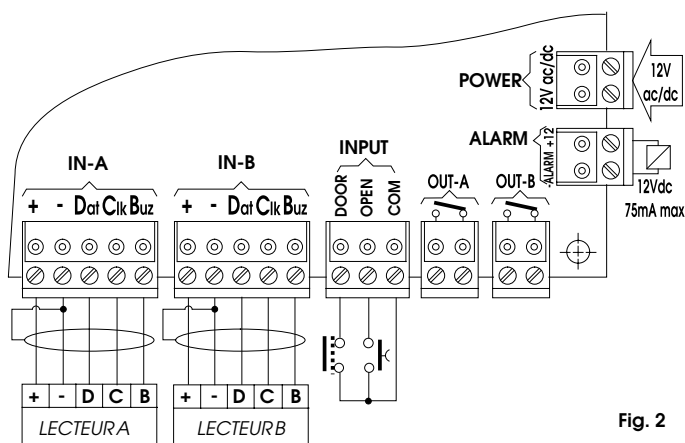 POWER
12V ac/dc
12V
ac/dc
ALARM
ALARM +12
12Vdc
75mA max
IN-A
+ - Dat Clk Buz
IN-B
+ - Dat Clk Buz
INPUT
DOOR
OPEN
COM
OUT-A
OUT-B
+ - D C B
LECTEUR A
+ - D C B
LECTEUR B
Fig. 2